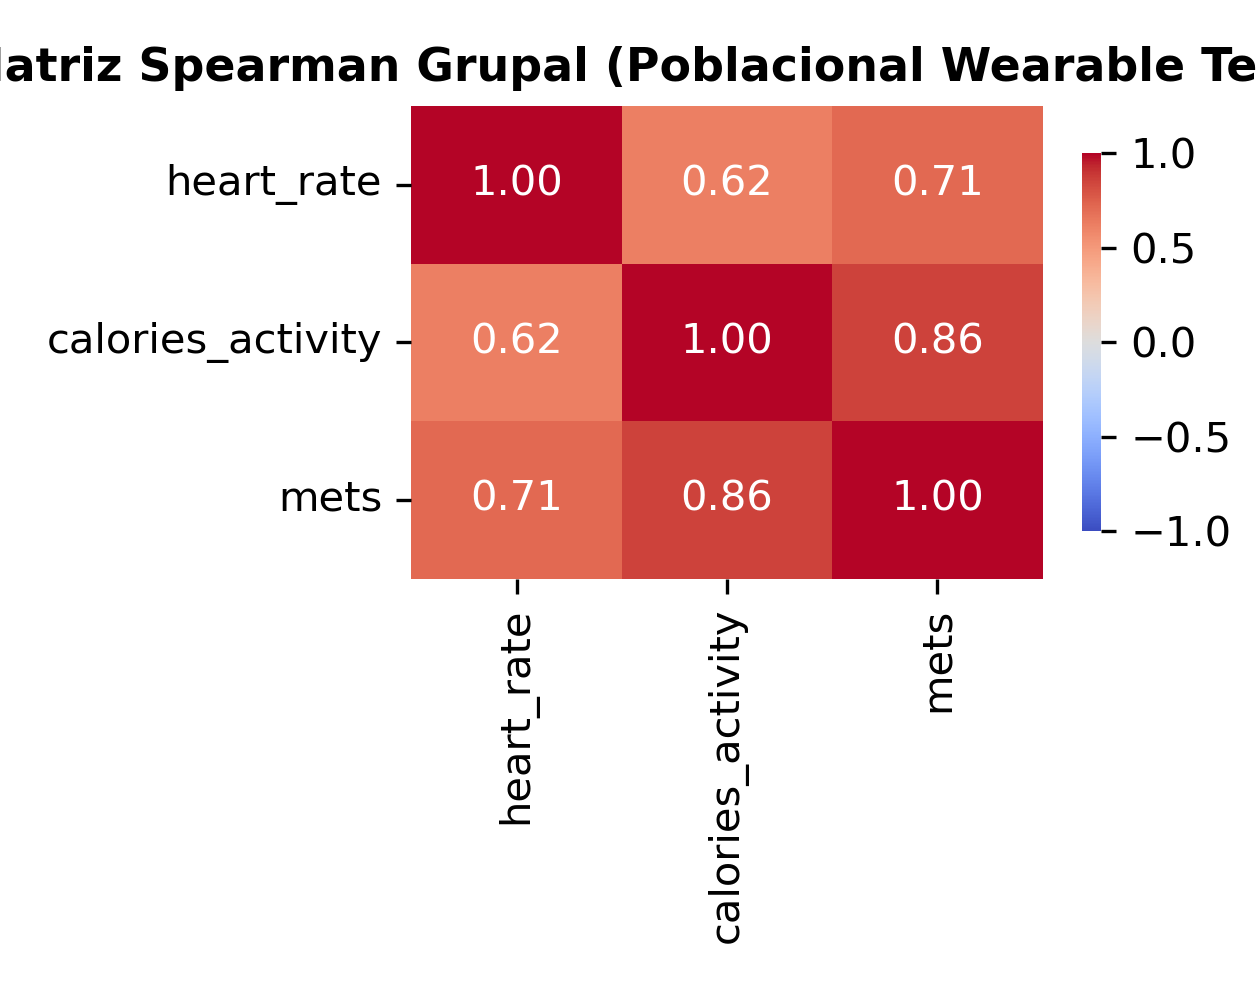 atriz Spearman Grupal (Poblacional Wearable Te
heart_rate 1.00 0.62 0.71
calories_activity 0.62 1.00 0.86
mets 0.71 0.86 1.00
heart_rate
calories_activity
mets
1.0
0.5
0.0
−0.5
−1.0